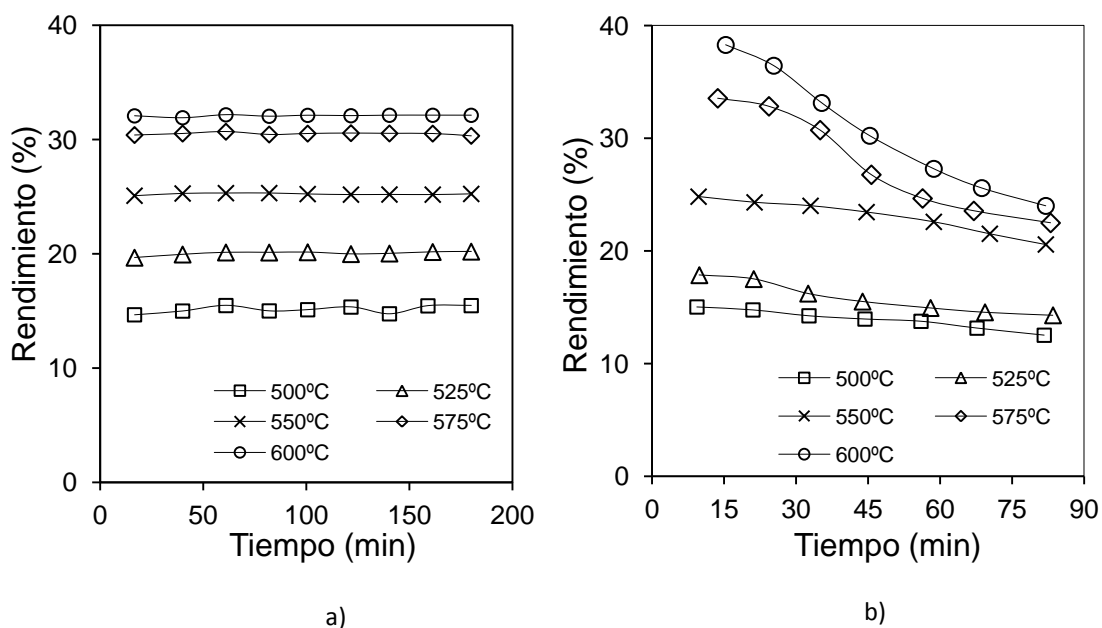 40
30
20
10
0
Rendimiento (%)
500ºC
525ºC
550ºC
575ºC
600ºC
0
50
100
150
200
Tiempo (min)
a)
40
30
20
10
0
Rendimiento (%)
500ºC
525ºC
550ºC
575ºC
600ºC
0
15
30
45
60
75
90
Tiempo (min)
b)